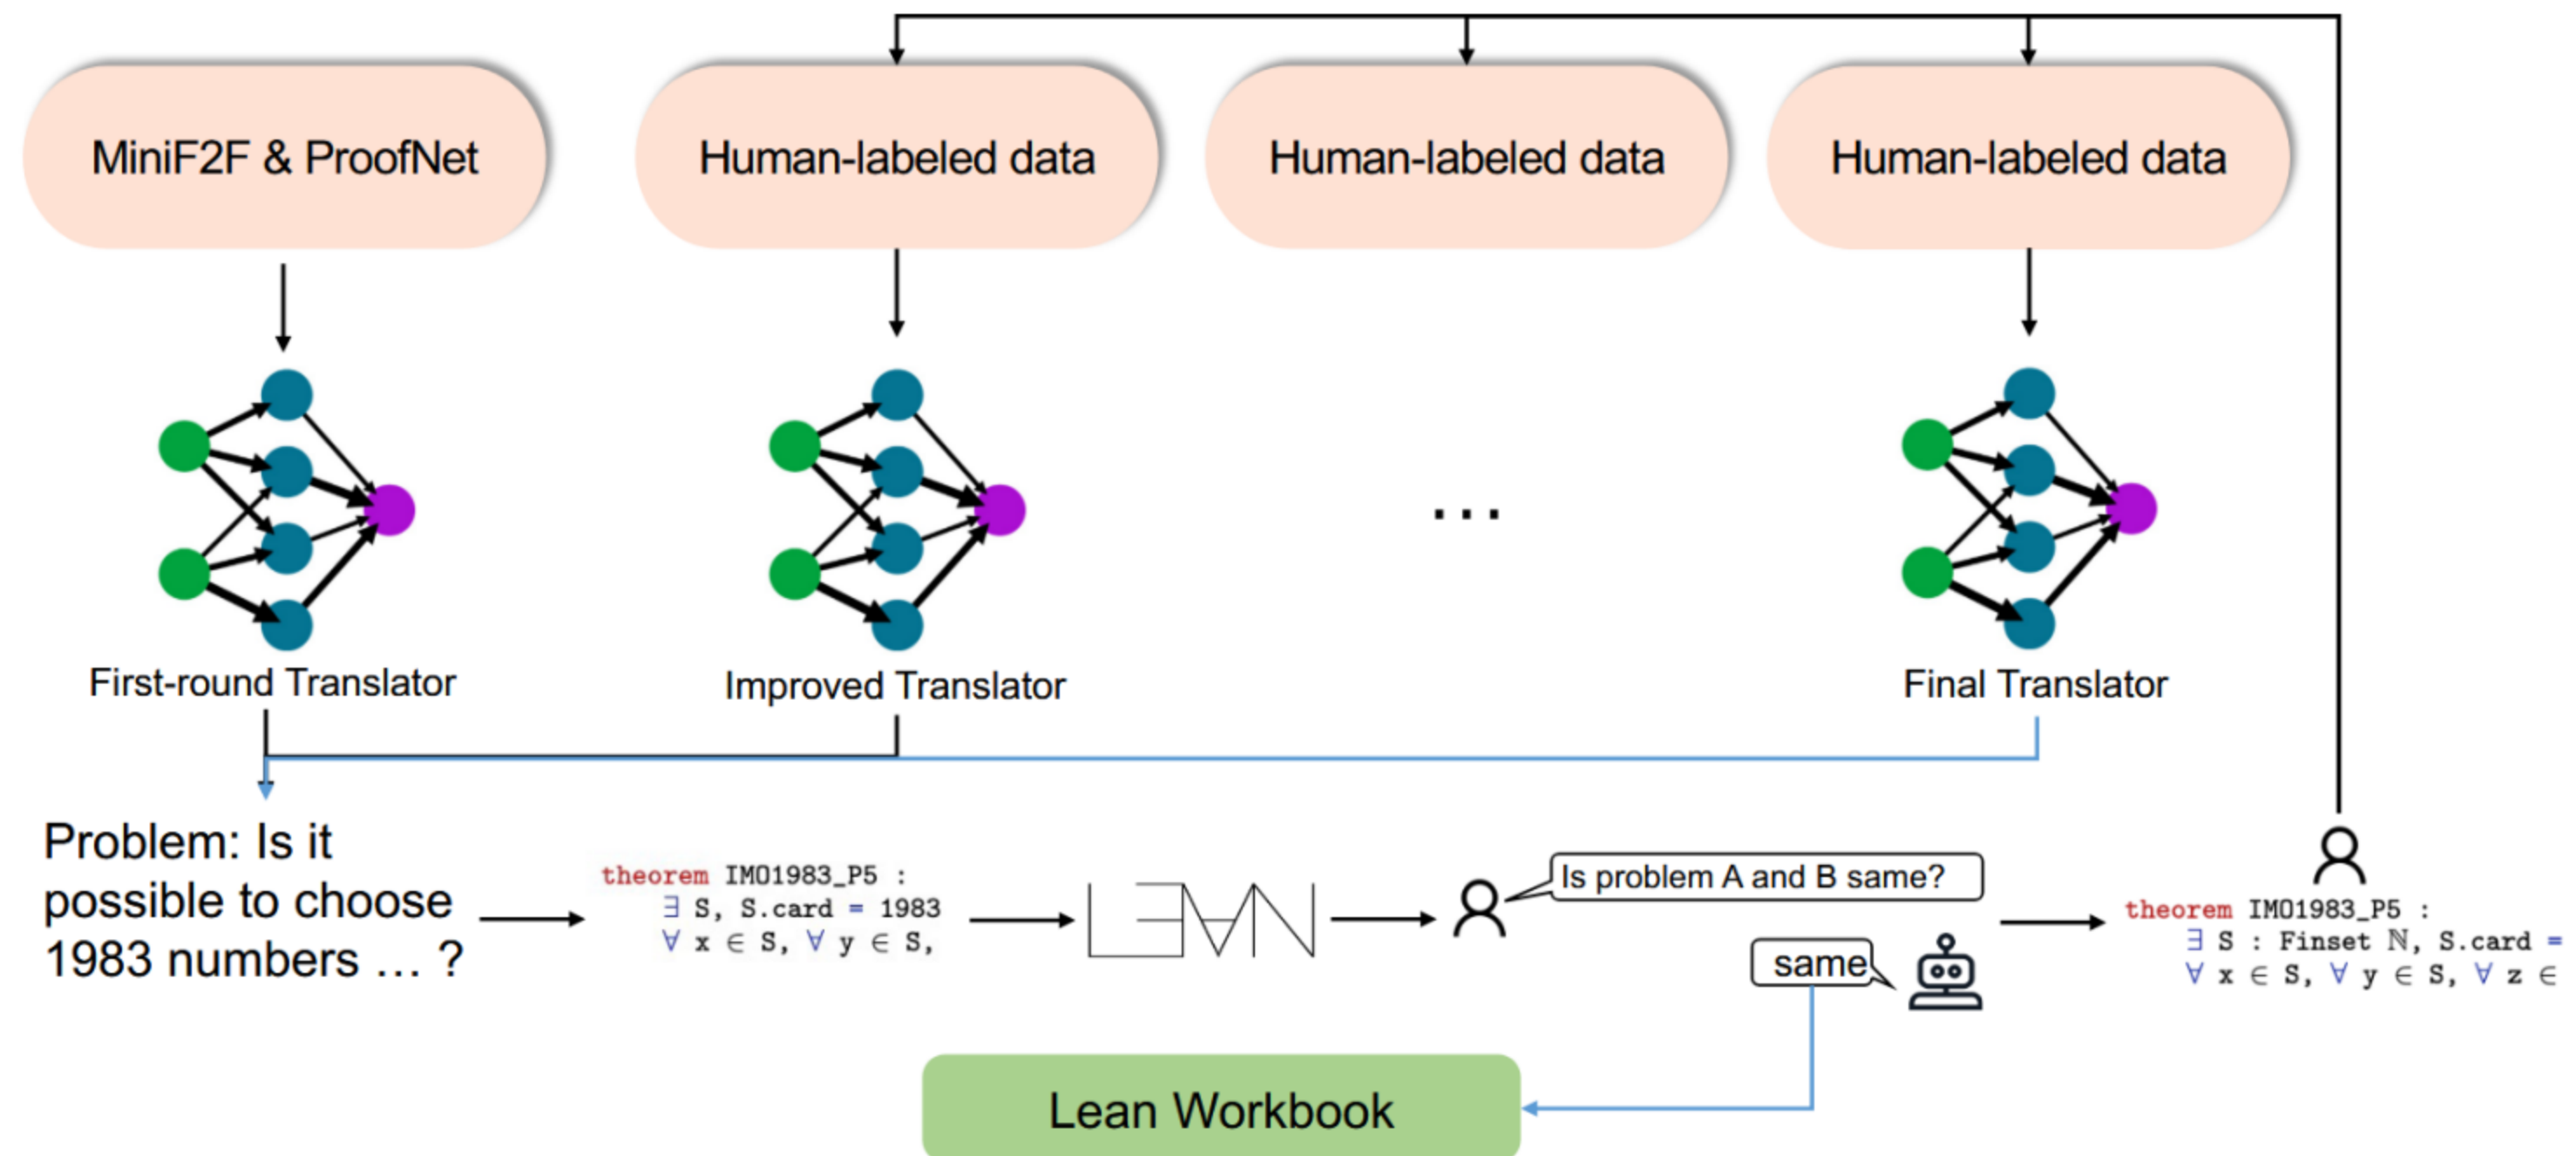 MiniF2F & ProofNet
Human-labeled data
Human-labeled data
Human-labeled data
First-round Translator
Improved Translator
...
Final Translator
Problem: Is it
possible to choose
1983 numbers ... ?
theorem IMO1983_P5 :
∃ S, S.card = 1983
∀ x ∈ S, ∀ y ∈ S,
L∃∀N
Is problem A and B same?
same
theorem IMO1983_P5 :
∃ S : Finset ℕ, S.card =
∀ x ∈ S, ∀ y ∈ S, ∀ z ∈
Lean Workbook